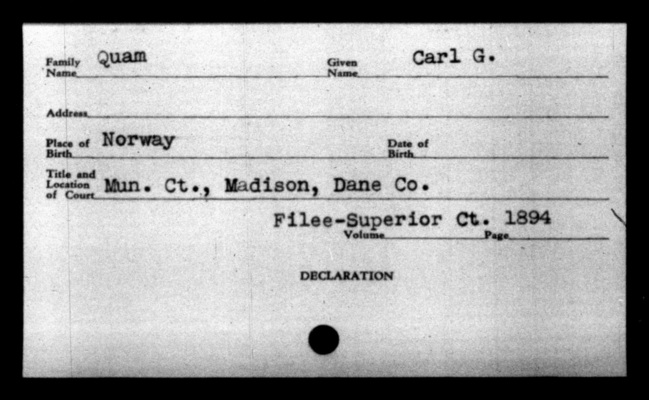 Family Name Quam Given Name Carl G.
Address
Place of Birth Norway Date of Birth
Title and Location of Court Mun. Ct., Madison, Dane Co.
Filee-Superior Ct. 1894
Volume Page
DECLARATION